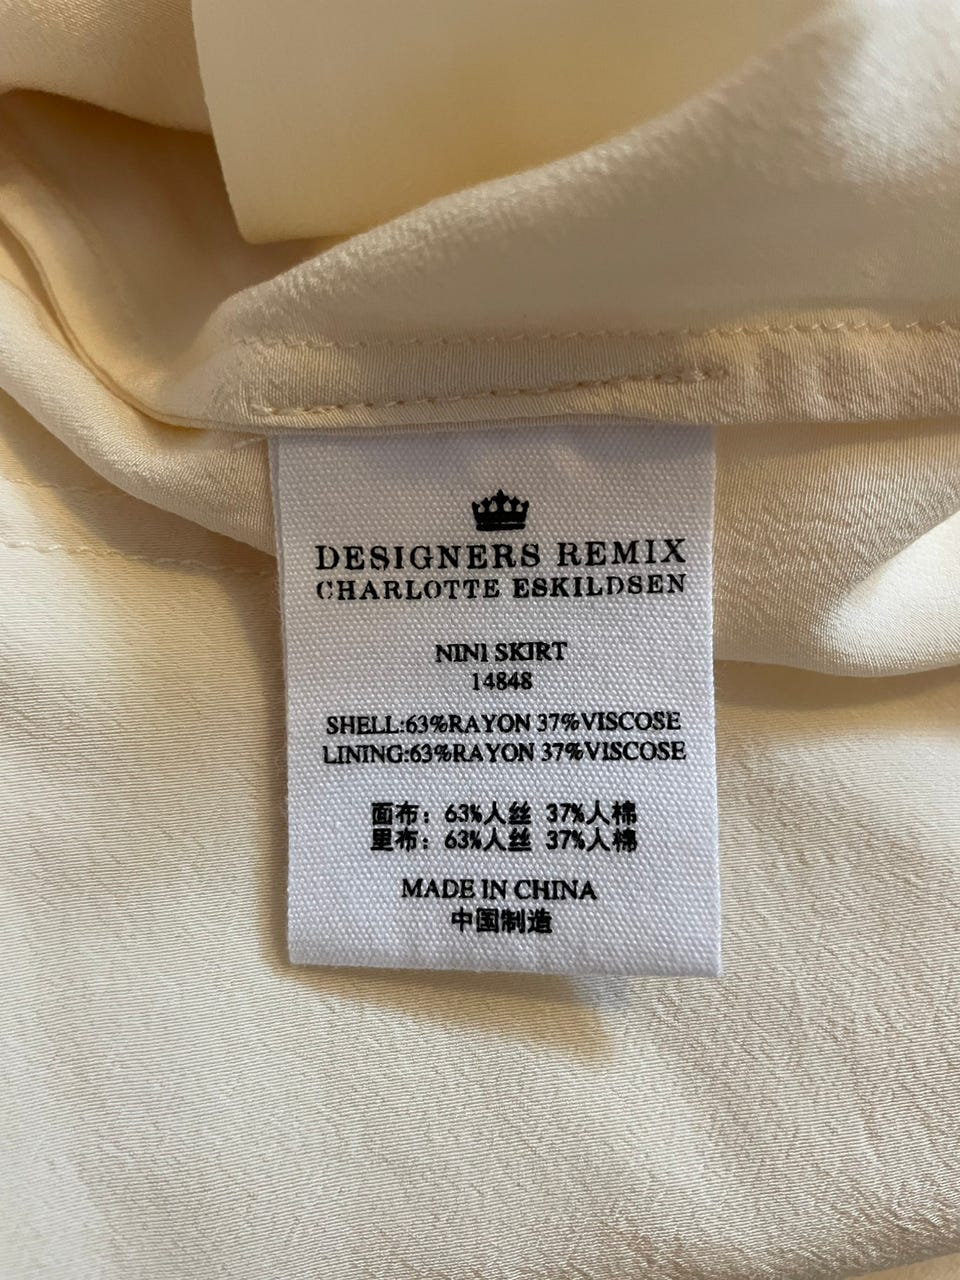 DESIGNERS REMIX
CHARLOTTE ESKILDSEN
NINI SKIRT
14848
SHELL:63%RAYON 37%VISCOSE
LINING:63%RAYON 37%VISCOSE
面布：63%人丝 37%人棉
里布：63%人丝 37%人棉
MADE IN CHINA
中国制造